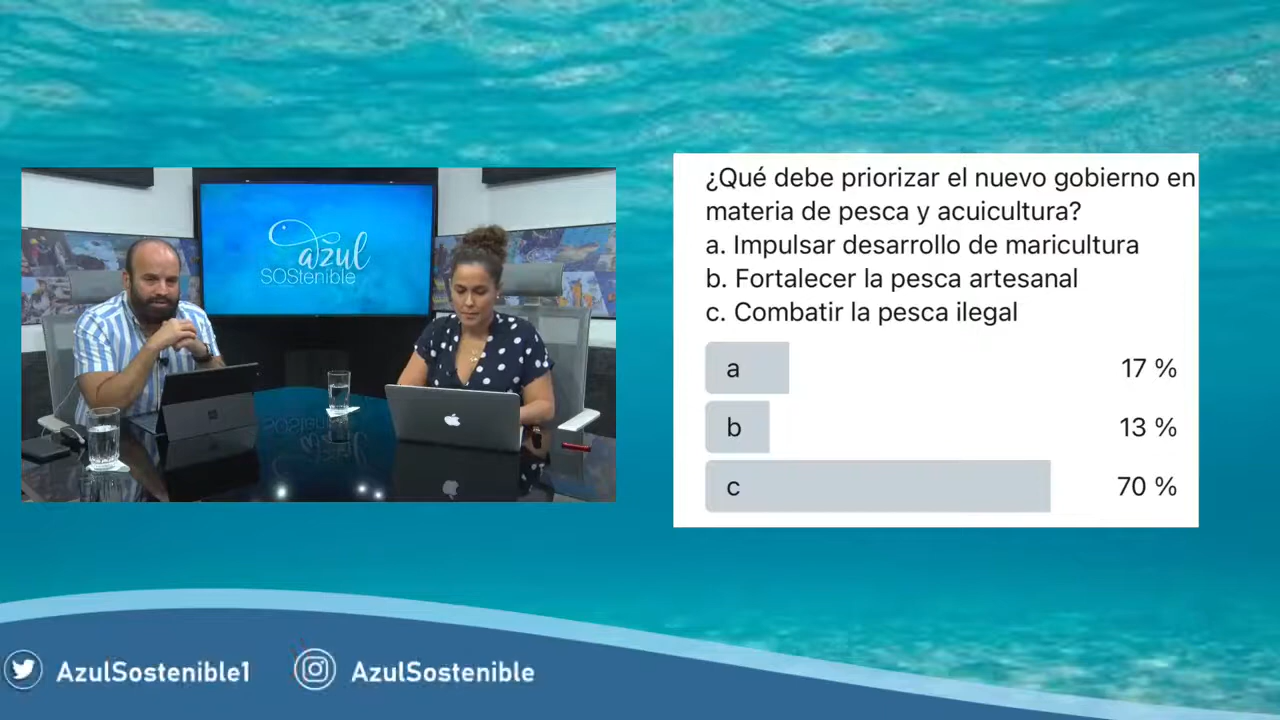 azul
SOStenible
¿Qué debe priorizar el nuevo gobierno en
materia de pesca y acuicultura?
a. Impulsar desarrollo de maricultura
b. Fortalecer la pesca artesanal
c. Combatir la pesca ilegal
a 17 %
b 13 %
c 70 %
AzulSostenible1 AzulSostenible